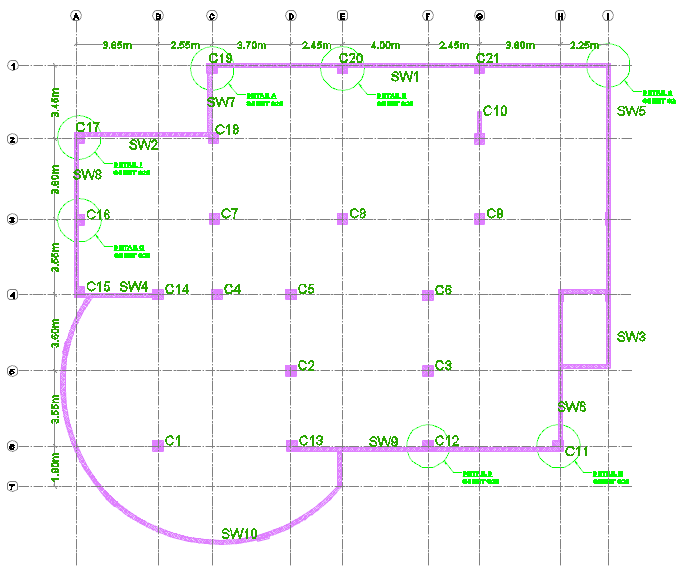 A B C D E F G H I
3.65m 2.55m 3.70m 2.45m 4.00m 2.45m 3.80m 2.25m
C19 C20 C21
1
SW1
SW7 SW5
3.45m
C10
C17 C18
2
SW2
SW8
3.60m
C16 C7 C8 C9
3
3.55m
C15 SW4 C14 C4 C5 C6
4
SW3
3.50m
C2 C3
5
SW6
3.55m
C1 C13 SW9 C12
6
C11
1.90m
7
SW10